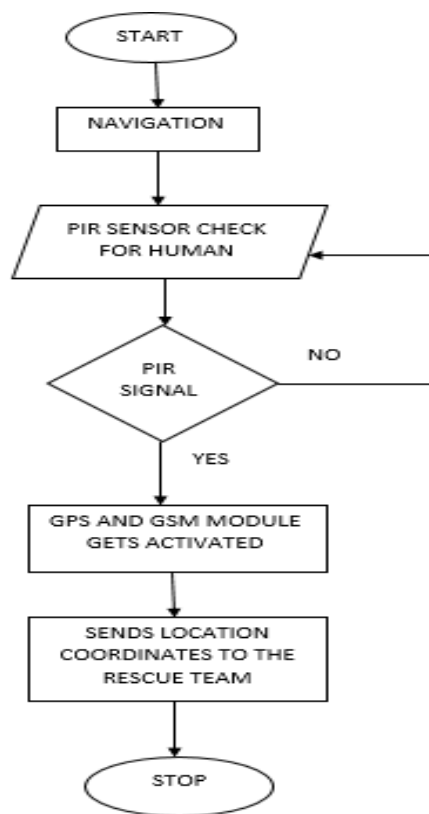 START
NAVIGATION
PIR SENSOR CHECK
FOR HUMAN
PIR
SIGNAL
NO
YES
GPS AND GSM MODULE
GETS ACTIVATED
SENDS LOCATION
COORDINATES TO THE
RESCUE TEAM
STOP